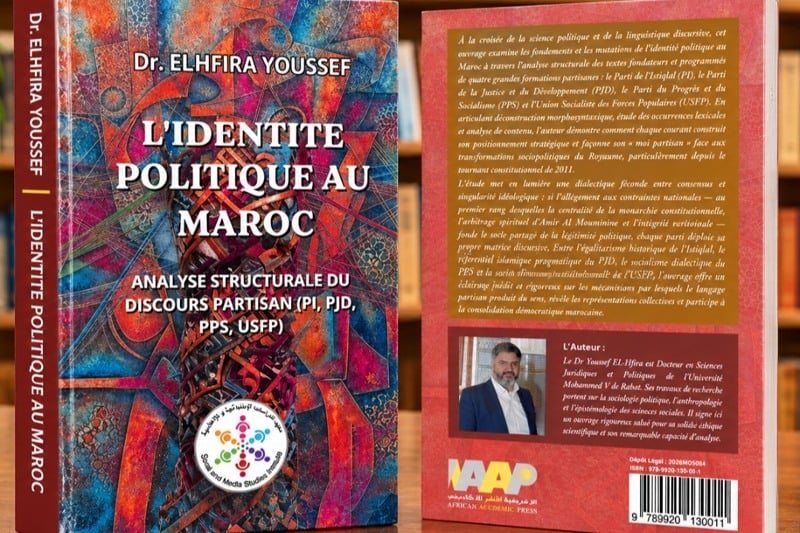 Dr. ELHFIRA YOUSSEF
L'IDENTITE POLITIQUE AU MAROC
Dr. ELHFIRA YOUSSEF
L'IDENTITE
POLITIQUE AU
MAROC
ANALYSE STRUCTURALE DU
DISCOURS PARTISAN (PI, PJD,
PPS, USFP)
Social and Media Studies Institute
À la croisée de la science politique et de la linguistique discursive, cet
ouvrage examine les fondements et les mutations de l'identité politique au
Maroc à travers l'analyse structurale des textes fondateurs et programmés
de quatre grandes formations partisanes : le Parti de l'Istiqlal (PI), le Parti
de la Justice et du Développement (PJD), le Parti du Progrès et du
Socialisme (PPS) et l'Union Socialiste des Forces Populaires (USFP). En
articulant déconstruction morphosyntaxique, étude des occurrences lexicales
et analyse de contenu, l'auteur démontre comment chaque courant construit
son positionnement stratégique et façonne son « moi partisan » face aux
transformations sociopolitiques du Royaume, particulièrement depuis le
tournant constitutionnel de 2011.
L'étude met en lumière une dialectique féconde entre consensus et
singularité idéologique : si l'allégement aux contraintes nationales — au
premier rang desquelles la centralité de la monarchie constitutionnelle,
l'arbitrage spirituel d'Amir Al Mouminine et l'intégrité
fonde le socle partagé de la légitimité politique, chaque parti déploie sa
propre matrice discursive, Entre l'égalitarisme historique de l'Istiqlal, le
référentiel islamique pragmatique du PJD, le socialisme dialectique du
PPS et la de l'USFP, l'ouvrage offre un
éclairage inédit et rigoureux sur les mécanismes par lesquels le langage
partisan produit du sens, révèle les représentations collectives et participe à
la consolidation démocratique marocaine.
L'Auteur :
Le Dr Youssef EL-Hfira est Docteur en Sciences
Juridiques et Politiques de l'Université
Mohammed V de Rabat. Ses travaux de recherche
portent sur la sociologie politique, l'anthropologie
et l'épistémologie des scineces sociales. Il signe ici
un ouvrage rigoureux salué pour sa solide éthique
scientifique et son remarquable capacité d'analyse.
AAAP
AFRICAN ACCDEMIC PRESS
Dépôt Légal : 2026MO5054
ISBN : 978-9920-130-01-1
9 789920 130011